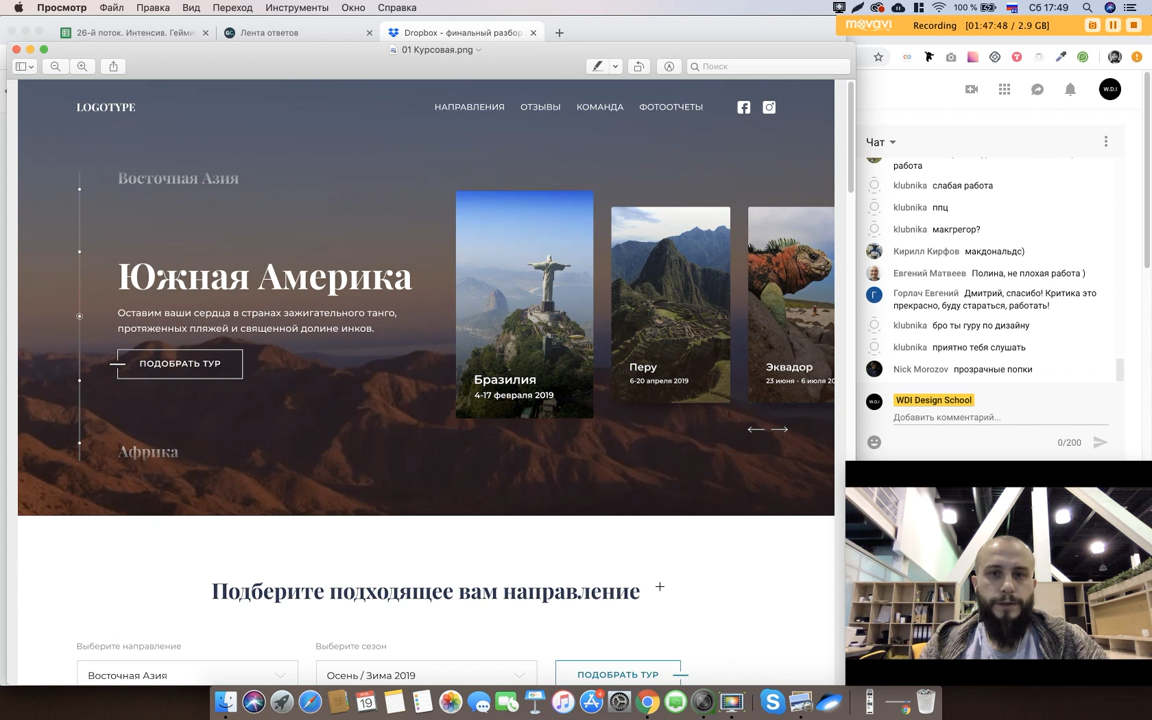 Просмотр Файл Правка Вид Переход Инструменты Окно Справка
100 % Сб 17:49
movavi Recording [01:47:48 / 2.9 GB]
26-й поток. Интенсив. Гейми
Лента ответов
Dropbox - финальный разбор
01 Курсовая.png
Поиск
LOGOTYPE
НАПРАВЛЕНИЯ ОТЗЫВЫ КОМАНДА ФОТООТЧЕТЫ
Восточная Азия
Южная Америка
Оставим ваши сердца в странах зажигательного танго,
протяженных пляжей и священной долине инков.
ПОДОБРАТЬ ТУР
Африка
Бразилия
4-17 февраля 2019
Перу
6-20 апреля 2019
Эквадор
23 июня - 6 июля 20
Подберите подходящее вам направление
Выберите направление
Восточная Азия
Выберите сезон
Осень / Зима 2019
ПОДОБРАТЬ ТУР
W.D.I
Чат
работа
klubnika слабая работа
klubnika ппц
klubnika макгрегор?
Кирилл Кирфов макдональдс)
Евгений Матвеев Полина, не плохая работа )
Горлач Евгений Дмитрий, спасибо! Критика это
прекрасно, буду стараться, работать!
klubnika бро ты гуру по дизайну
klubnika приятно тебя слушать
Nick Morozov прозрачные попки
WDI Design School
Добавить комментарий...
0/200